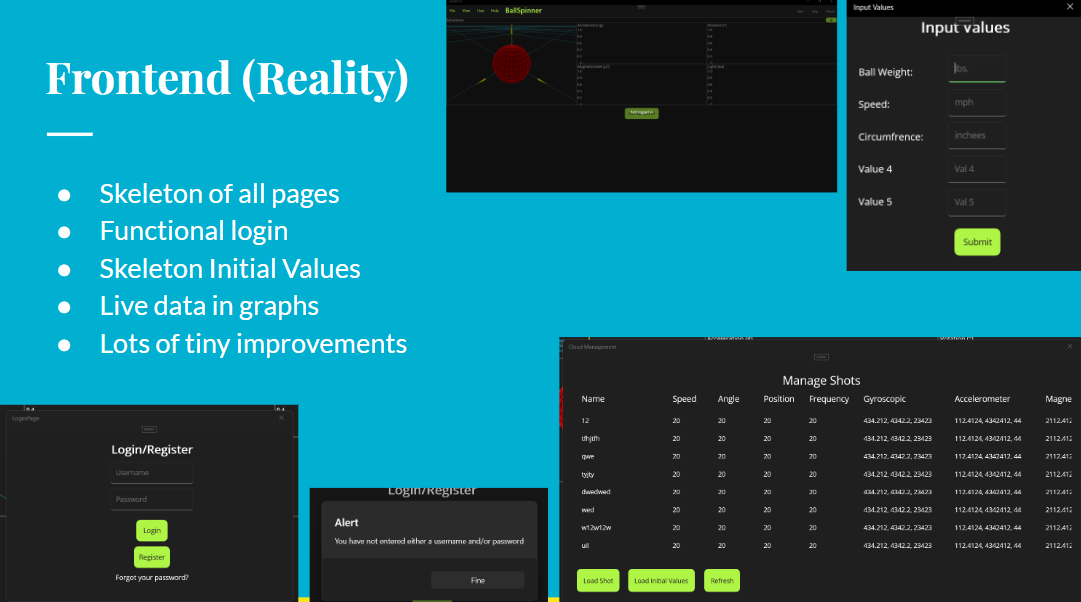 Frontend (Reality)
● Skeleton of all pages
● Functional login
● Skeleton Initial Values
● Live data in graphs
● Lots of tiny improvements
File View Live Help BallSpinner
Not logged in
Input Values
Input Values
Ball Weight: lbs.
Speed: mph
Circumfrence: inchees
Value 4 Val 4
Value 5 Val 5
Submit
LoginPage
Login/Register
Username
Password
Login
Register
Forgot your password?
Login/Register
Alert
You have not entered either a username and/or password
Fine
Cloud Management
Manage Shots
Name Speed Angle Position Frequency Gyroscopic Accelerometer Magne
12 20 20 20 20 434.212, 4342.2, 23423 112.4124, 4342412, 44 2112.412
dhjtfh 20 20 20 20 434.212, 4342.2, 23423 112.4124, 4342412, 44 2112.412
qwe 20 20 20 20 434.212, 4342.2, 23423 112.4124, 4342412, 44 2112.412
tyjty 20 20 20 20 434.212, 4342.2, 23423 112.4124, 4342412, 44 2112.412
dwedwed 20 20 20 20 434.212, 4342.2, 23423 112.4124, 4342412, 44 2112.412
wed 20 20 20 20 434.212, 4342.2, 23423 112.4124, 4342412, 44 2112.412
w12w12w 20 20 20 20 434.212, 4342.2, 23423 112.4124, 4342412, 44 2112.412
20 20 20 20 434.212, 4342.2, 23423 112.4124, 4342412, 44 2112.412
Load Shot Load Initial Values Refresh